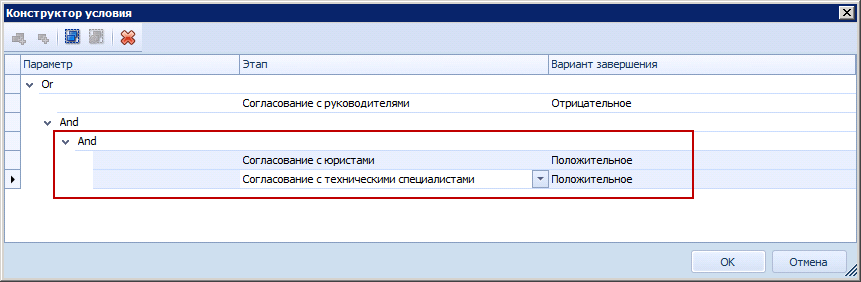 Конструктор условия
Параметр Этап Вариант завершения
Or
Согласование с руководителями Отрицательное
And
And
Согласование с юристами Положительное
Согласование с техническими специалистами Положительное
OK Отмена